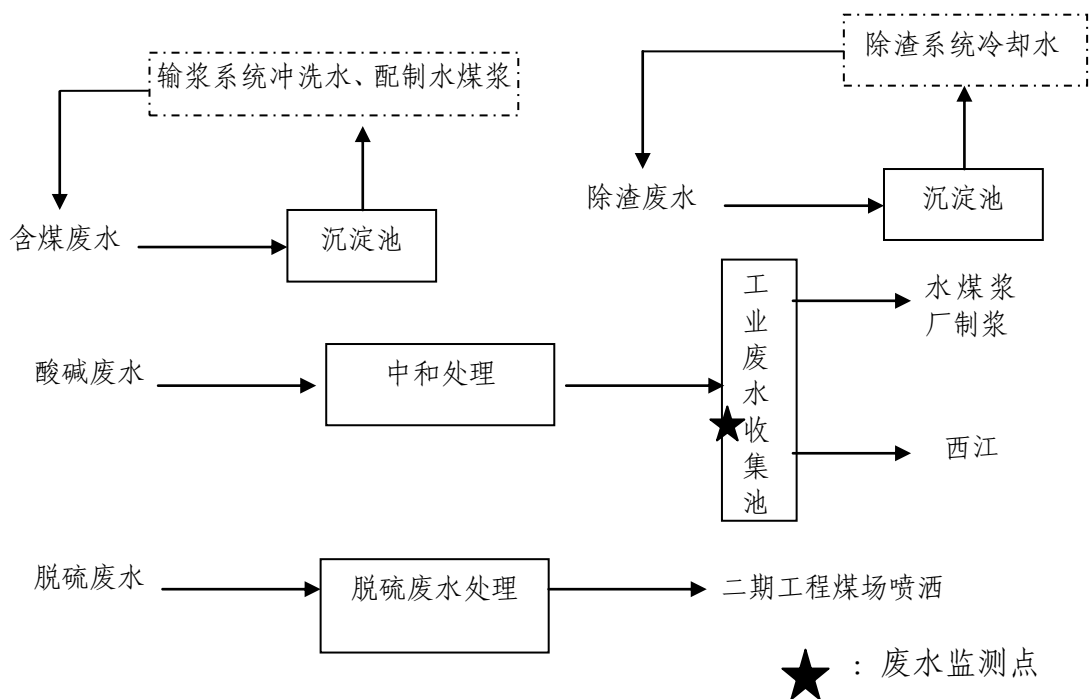 除渣系统冷却水
输浆系统冲洗水、配制水煤浆
除渣废水
沉淀池
含煤废水
沉淀池
工业废水收集池
水煤浆
厂制浆
酸碱废水
中和处理
西江
脱硫废水
脱硫废水处理
二期工程煤场喷洒
：废水监测点